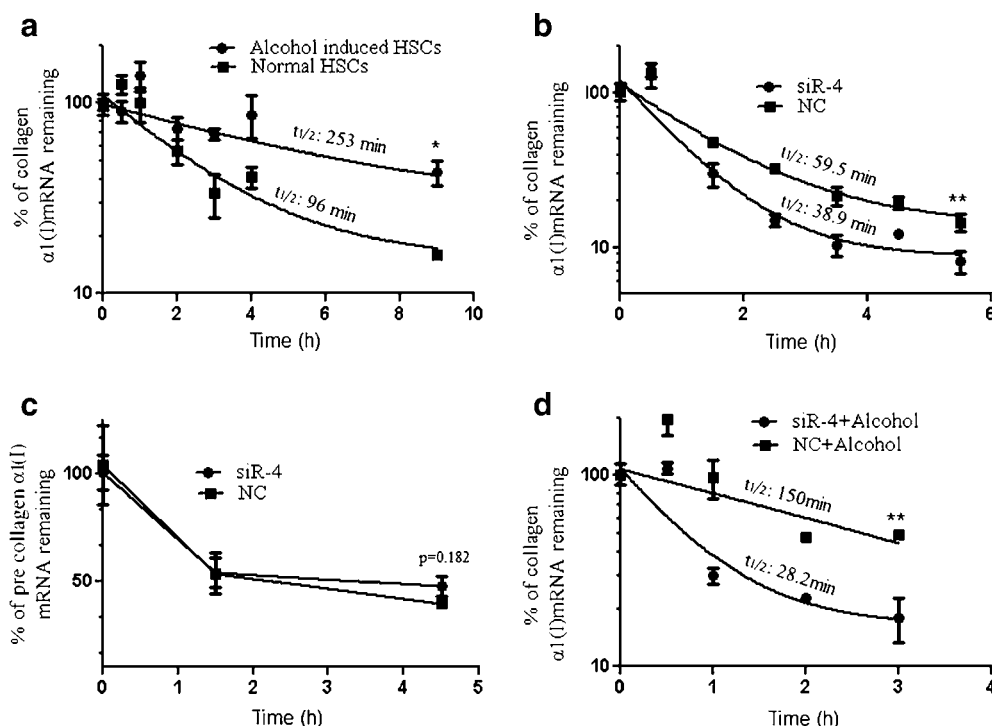 a
Alcohol induced HSCs
Normal HSCs
% of collagen
α1(I)mRNA remaining
100
10
t1/2: 253 min
*
t1/2: 96 min
0 2 4 6 8 10
Time (h)
b
siR-4
NC
% of collagen
α1(I)mRNA remaining
100
10
t1/2: 59.5 min
**
t1/2: 38.9 min
0 2 4 6
Time (h)
c
siR-4
NC
% of pre collagen α1(I)
mRNA remaining
100
50
p=0.182
0 1 2 3 4 5
Time (h)
d
siR-4+Alcohol
NC+Alcohol
% of collagen
α1(I)mRNA remaining
100
10
t1/2: 150min
**
t1/2: 28.2min
0 1 2 3 4
Time (h)